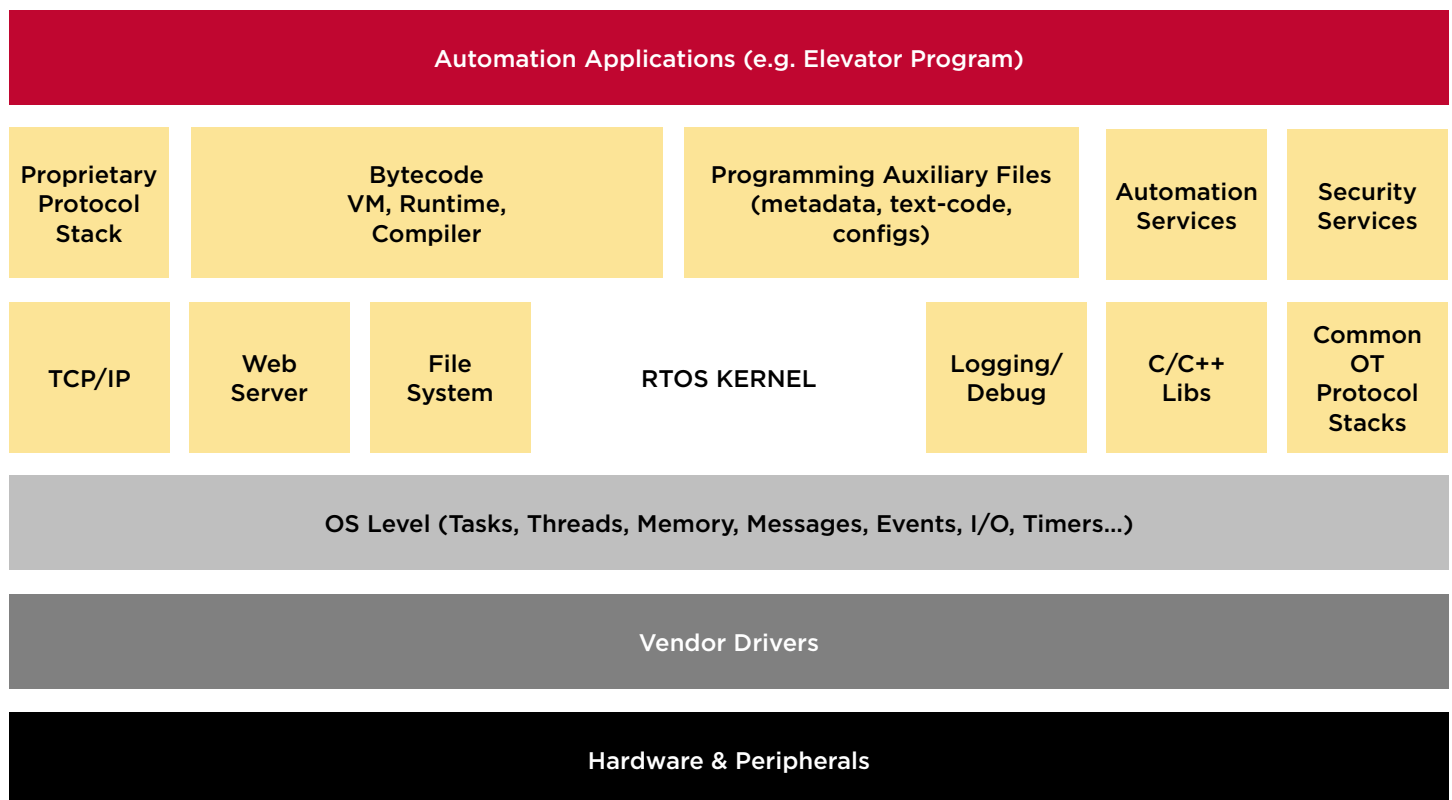 Automation Applications (e.g. Elevator Program)
Proprietary
Protocol
Stack
Bytecode
VM, Runtime,
Compiler
Programming Auxiliary Files
(metadata, text-code,
configs)
Automation
Services
Security
Services
TCP/IP
Web
Server
File
System
RTOS KERNEL
Logging/
Debug
C/C++
Libs
Common
OT
Protocol
Stacks
OS Level (Tasks, Threads, Memory, Messages, Events, I/O, Timers...)
Vendor Drivers
Hardware & Peripherals